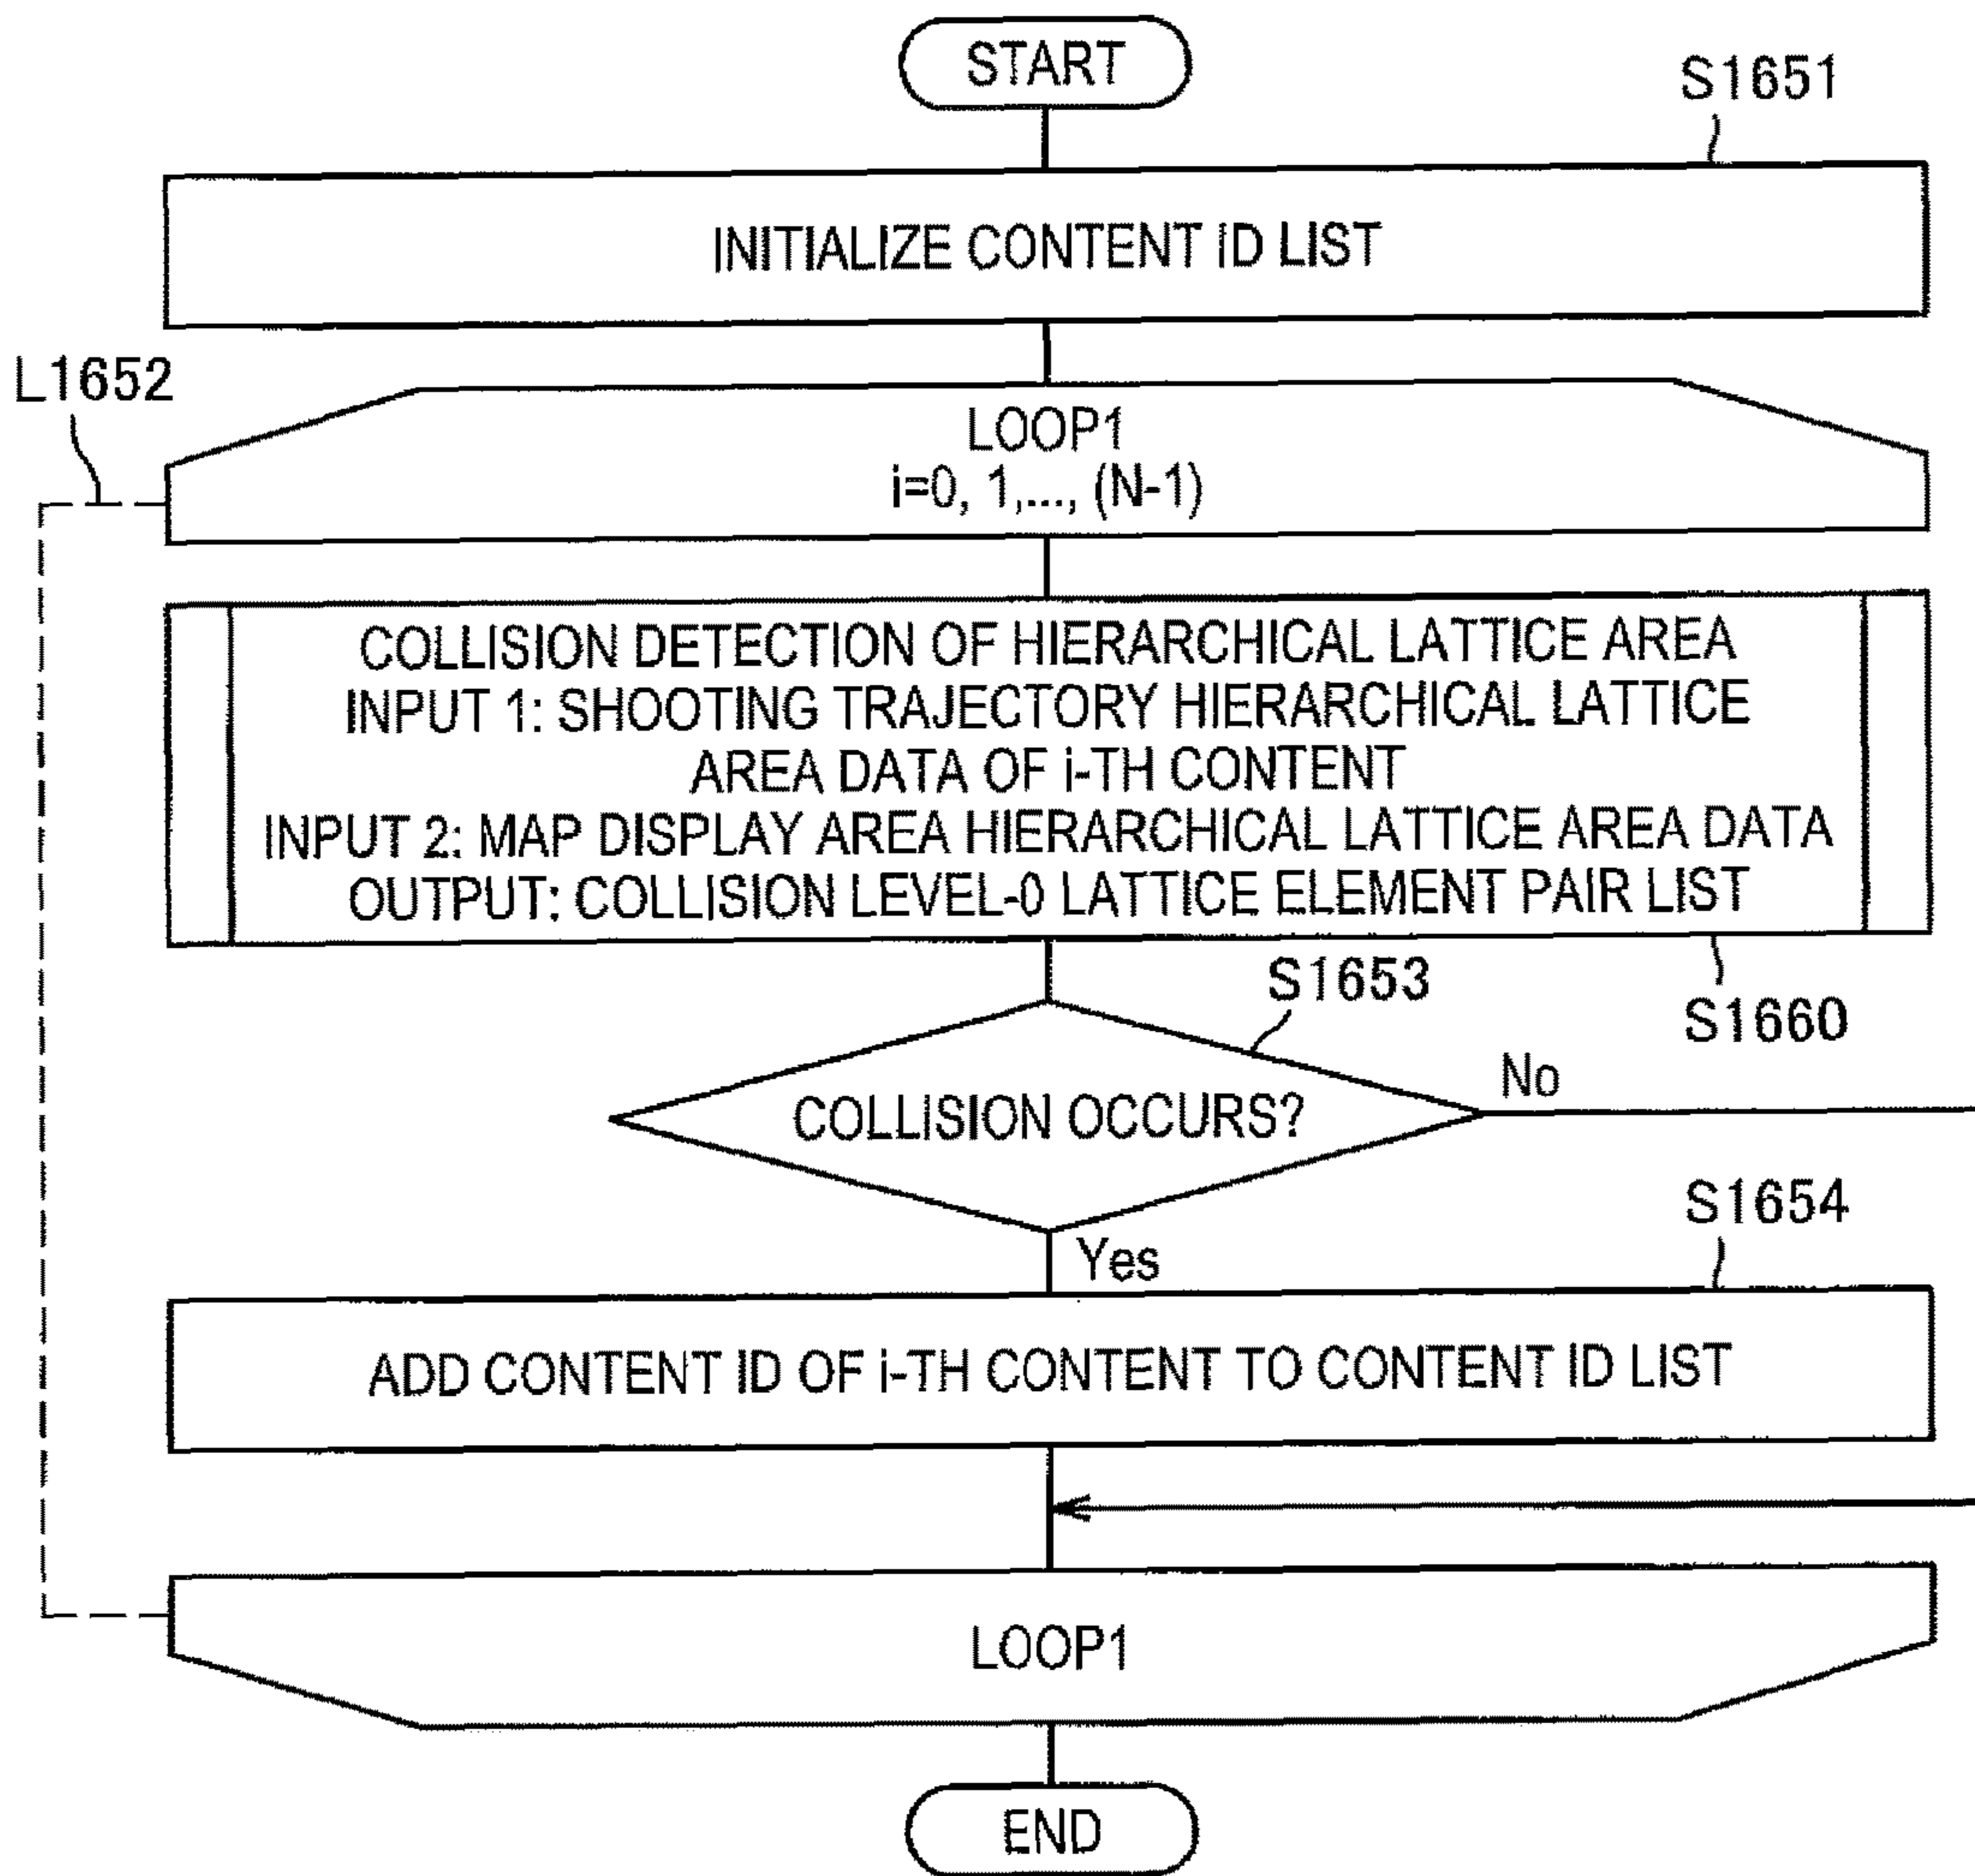 START
S1651
INITIALIZE CONTENT ID LIST
L1652
LOOP1
i=0, 1,..., (N-1)
COLLISION DETECTION OF HIERARCHICAL LATTICE AREA
INPUT 1: SHOOTING TRAJECTORY HIERARCHICAL LATTICE
AREA DATA OF i-TH CONTENT
INPUT 2: MAP DISPLAY AREA HIERARCHICAL LATTICE AREA DATA
OUTPUT: COLLISION LEVEL-0 LATTICE ELEMENT PAIR LIST
S1653
S1660
No
COLLISION OCCURS?
S1654
Yes
ADD CONTENT ID OF i-TH CONTENT TO CONTENT ID LIST
LOOP1
END